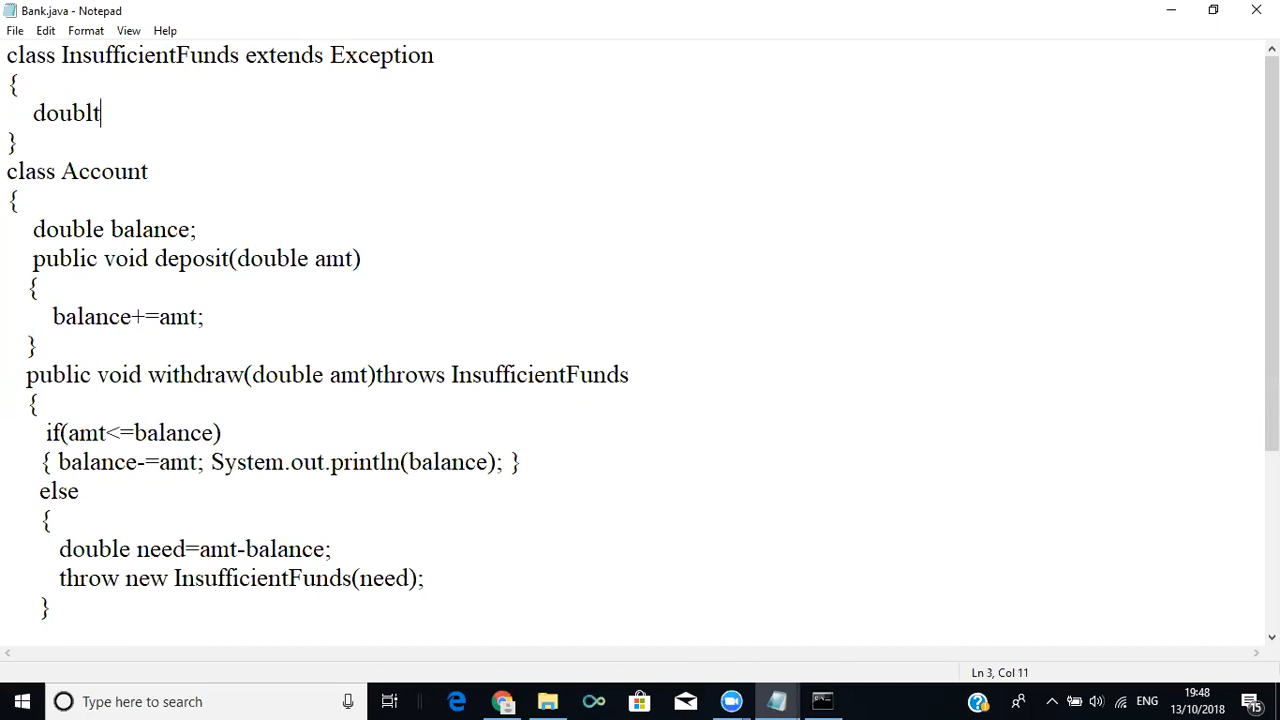 Bank.java - Notepad
File Edit Format View Help
class InsufficientFunds extends Exception
{
doublt
}
class Account
{
double balance;
public void deposit(double amt)
{
balance+=amt;
}
public void withdraw(double amt)throws InsufficientFunds
{
if(amt<=balance)
{ balance-=amt; System.out.println(balance); }
else
{
double need=amt-balance;
throw new InsufficientFunds(need);
}
Ln 3, Col 11
Type here to search
ENG
19:48
13/10/2018
15